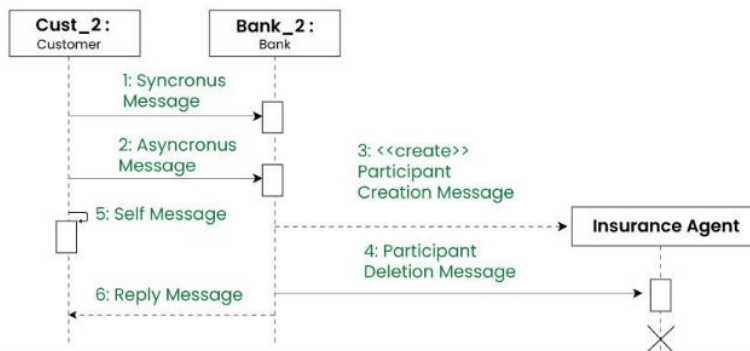 Cust_2:
Customer
Bank_2:
Bank
1: Syncronus
Message
2: Asyncronus
Message
3: <<create>>
Participant
Creation Message
5: Self Message
Insurance Agent
4: Participant
Deletion Message
6: Reply Message